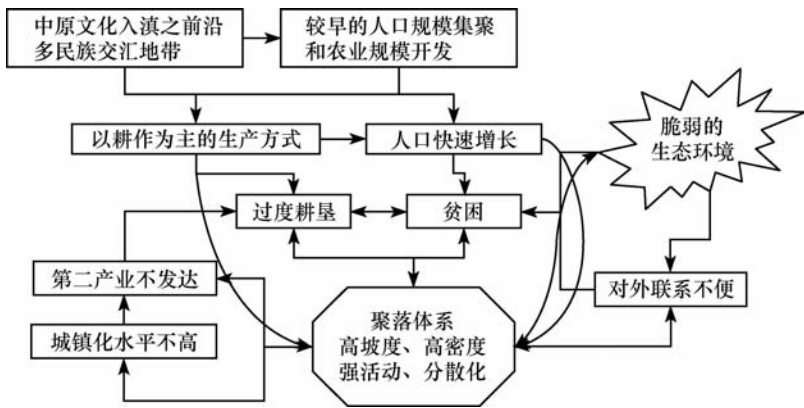 中原文化入滇之前沿
多民族交汇地带
较早的人口规模集聚
和农业规模开发
以耕作为主的生产方式
人口快速增长
脆弱的
生态环境
过度耕垦
贫困
第二产业不发达
对外联系不便
城镇化水平不高
聚落体系
高坡度、高密度
强活动、分散化